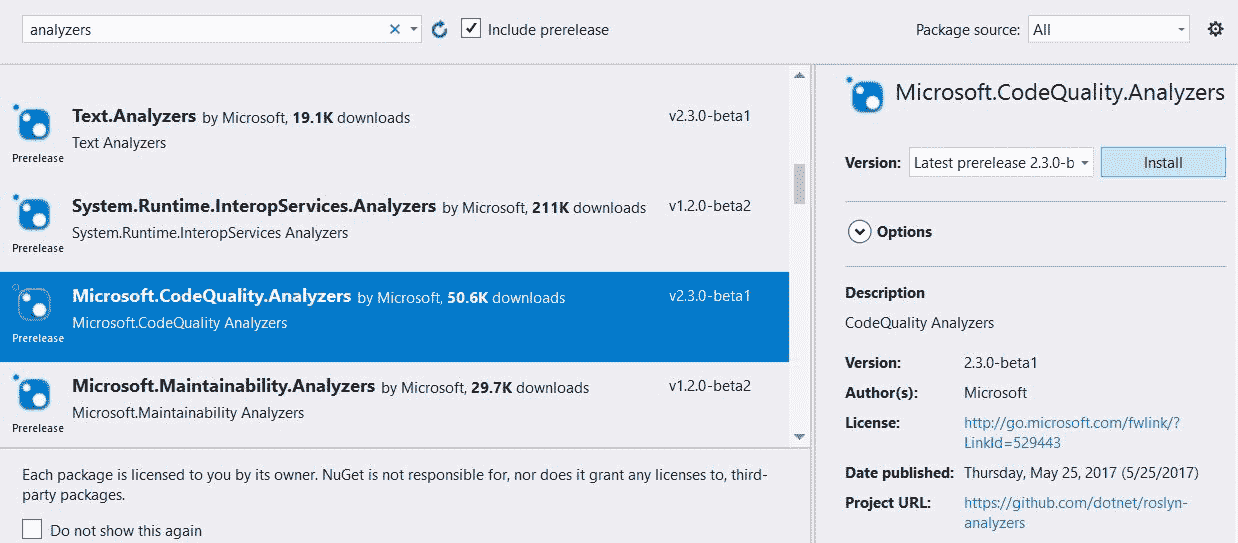 analyzers
Include prerelease
Package source: All
Text.Analyzers by Microsoft, 19.1K downloads v2.3.0-beta1
Text Analyzers
Prerelease
System.Runtime.InteropServices.Analyzers by Microsoft, 211K downloads v1.2.0-beta2
System.Runtime.InteropServices Analyzers
Prerelease
Microsoft.CodeQuality.Analyzers by Microsoft, 50.6K downloads v2.3.0-beta1
Microsoft.CodeQuality Analyzers
Prerelease
Microsoft.Maintainability.Analyzers by Microsoft, 29.7K downloads v1.2.0-beta2
Microsoft.Maintainability Analyzers
Prerelease
Each package is licensed to you by its owner. NuGet is not responsible for, nor does it grant any licenses to, third-
party packages.
Do not show this again
Microsoft.CodeQuality.Analyzers
Version: Latest prerelease 2.3.0-b Install
Options
Description
CodeQuality Analyzers
Version: 2.3.0-beta1
Author(s): Microsoft
License: http://go.microsoft.com/fwlink/?
LinkId=529443
Date published: Thursday, May 25, 2017 (5/25/2017)
Project URL: https://github.com/dotnet/roslyn-
analyzers